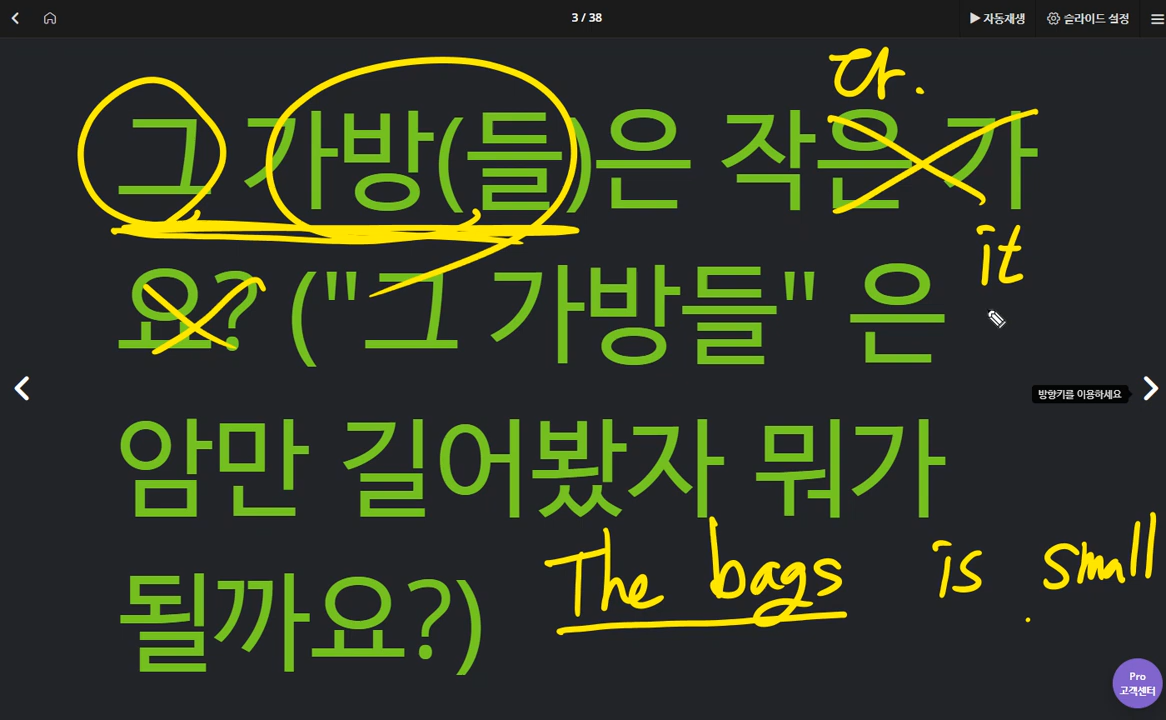 3 / 38
▶ 자동재생
슬라이드 설정
다.
그 가방(들)은 작은가
it
요? ("그 가방들" 은
방향키를 이용하세요
암만 길어봤자 뭐가
The bags is small.
될까요?)
Pro
고객센터